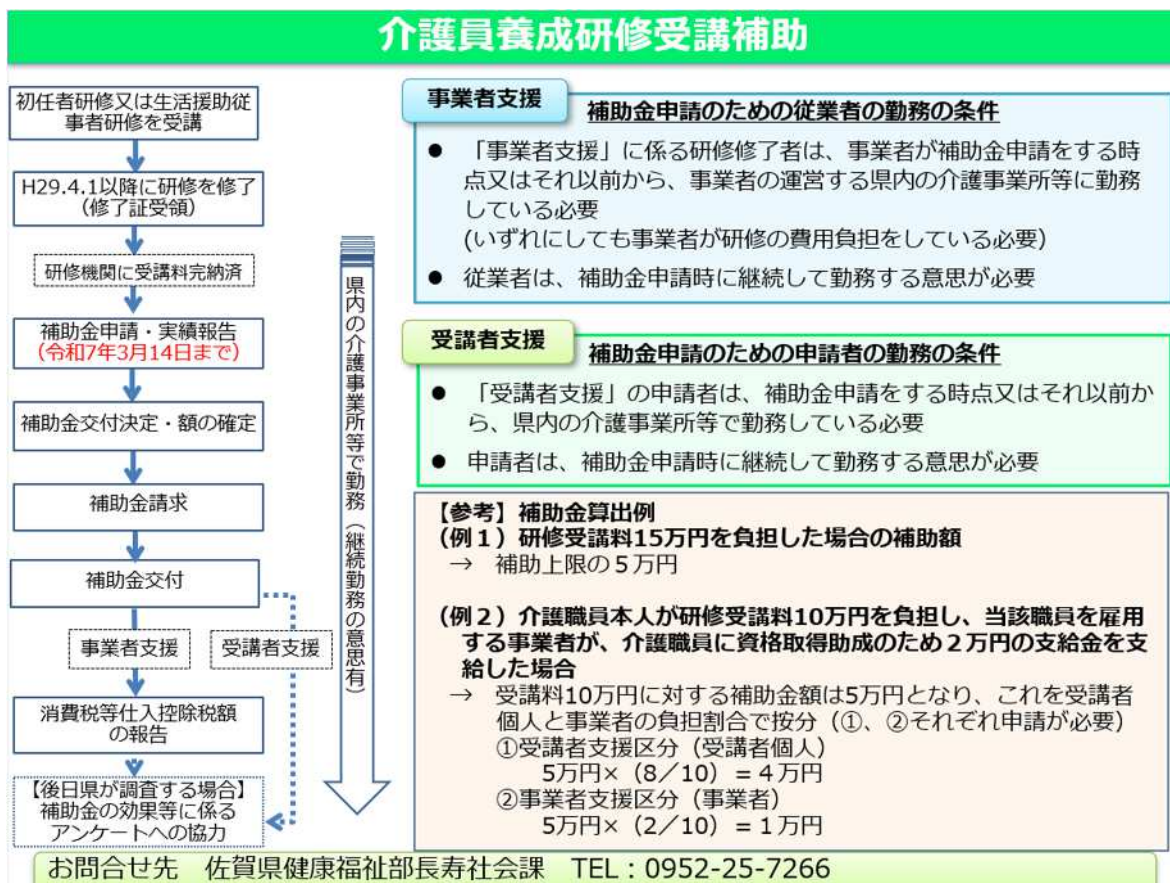 介護員養成研修受講補助
初任者研修又は生活援助従
事者研修を受講
H29.4.1以降に研修を修了
（修了証受領）
研修機関に受講料完納済
補助金申請・実績報告
（令和7年3月14日まで）
補助金交付決定・額の確定
補助金請求
補助金交付
事業者支援
受講者支援
消費税等仕入控除税額
の報告
【後日県が調査する場合】
補助金の効果等に係る
アンケートへの協力
県内の介護事業所等で勤務（継続勤務の意思有）
事業者支援
補助金申請のための従業者の勤務の条件
● 「事業者支援」に係る研修修了者は、事業者が補助金申請をする時
点又はそれ以前から、事業者の運営する県内の介護事業所等に勤務
している必要
(いずれにしても事業者が研修の費用負担をしている必要）
● 従業者は、補助金申請時に継続して勤務する意思が必要
受講者支援
補助金申請のための申請者の勤務の条件
● 「受講者支援」の申請者は、補助金申請をする時点又はそれ以前か
ら、県内の介護事業所等で勤務している必要
● 申請者は、補助金申請時に継続して勤務する意思が必要
【参考】補助金算出例
（例１）研修受講料15万円を負担した場合の補助額
→ 補助上限の５万円
（例２）介護職員本人が研修受講料10万円を負担し、当該職員を雇用
する事業者が、介護職員に資格取得助成のため２万円の支給金を支
給した場合
→ 受講料10万円に対する補助金額は5万円となり、これを受講者
個人と事業者の負担割合で按分（①、②それぞれ申請が必要）
①受講者支援区分（受講者個人）
5万円×（8／10）＝４万円
②事業者支援区分（事業者）
5万円×（2／10）＝１万円
お問合せ先 佐賀県健康福祉部長寿社会課 TEL：0952-25-7266